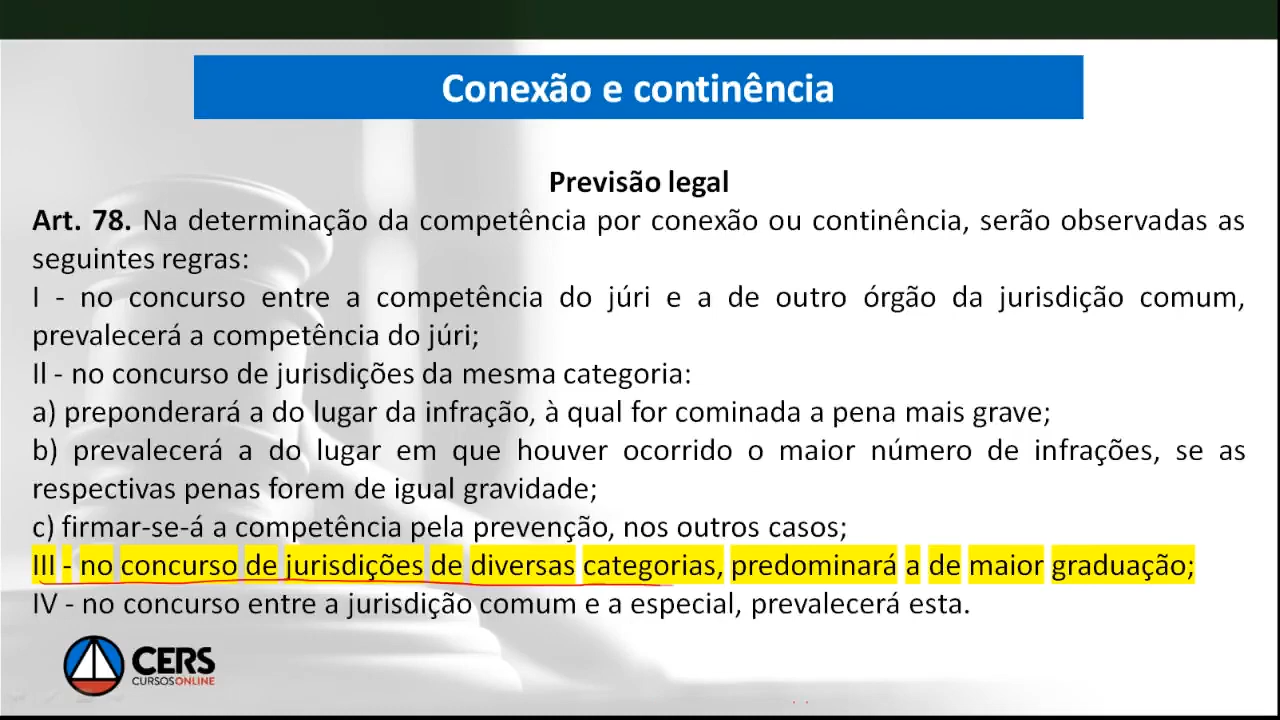 Conexão e continência
Previsão legal
Art. 78. Na determinação da competência por conexão ou continência, serão observadas as
seguintes regras:
I - no concurso entre a competência do júri e a de outro órgão da jurisdição comum,
prevalecerá a competência do júri;
Il - no concurso de jurisdições da mesma categoria:
a) preponderará a do lugar da infração, à qual for cominada a pena mais grave;
b) prevalecerá a do lugar em que houver ocorrido o maior número de infrações, se as
respectivas penas forem de igual gravidade;
c) firmar-se-á a competência pela prevenção, nos outros casos;
III - no concurso de jurisdições de diversas categorias, predominará a de maior graduação;
IV - no concurso entre a jurisdição comum e a especial, prevalecerá esta.
CERS
CURSOS ONLINE